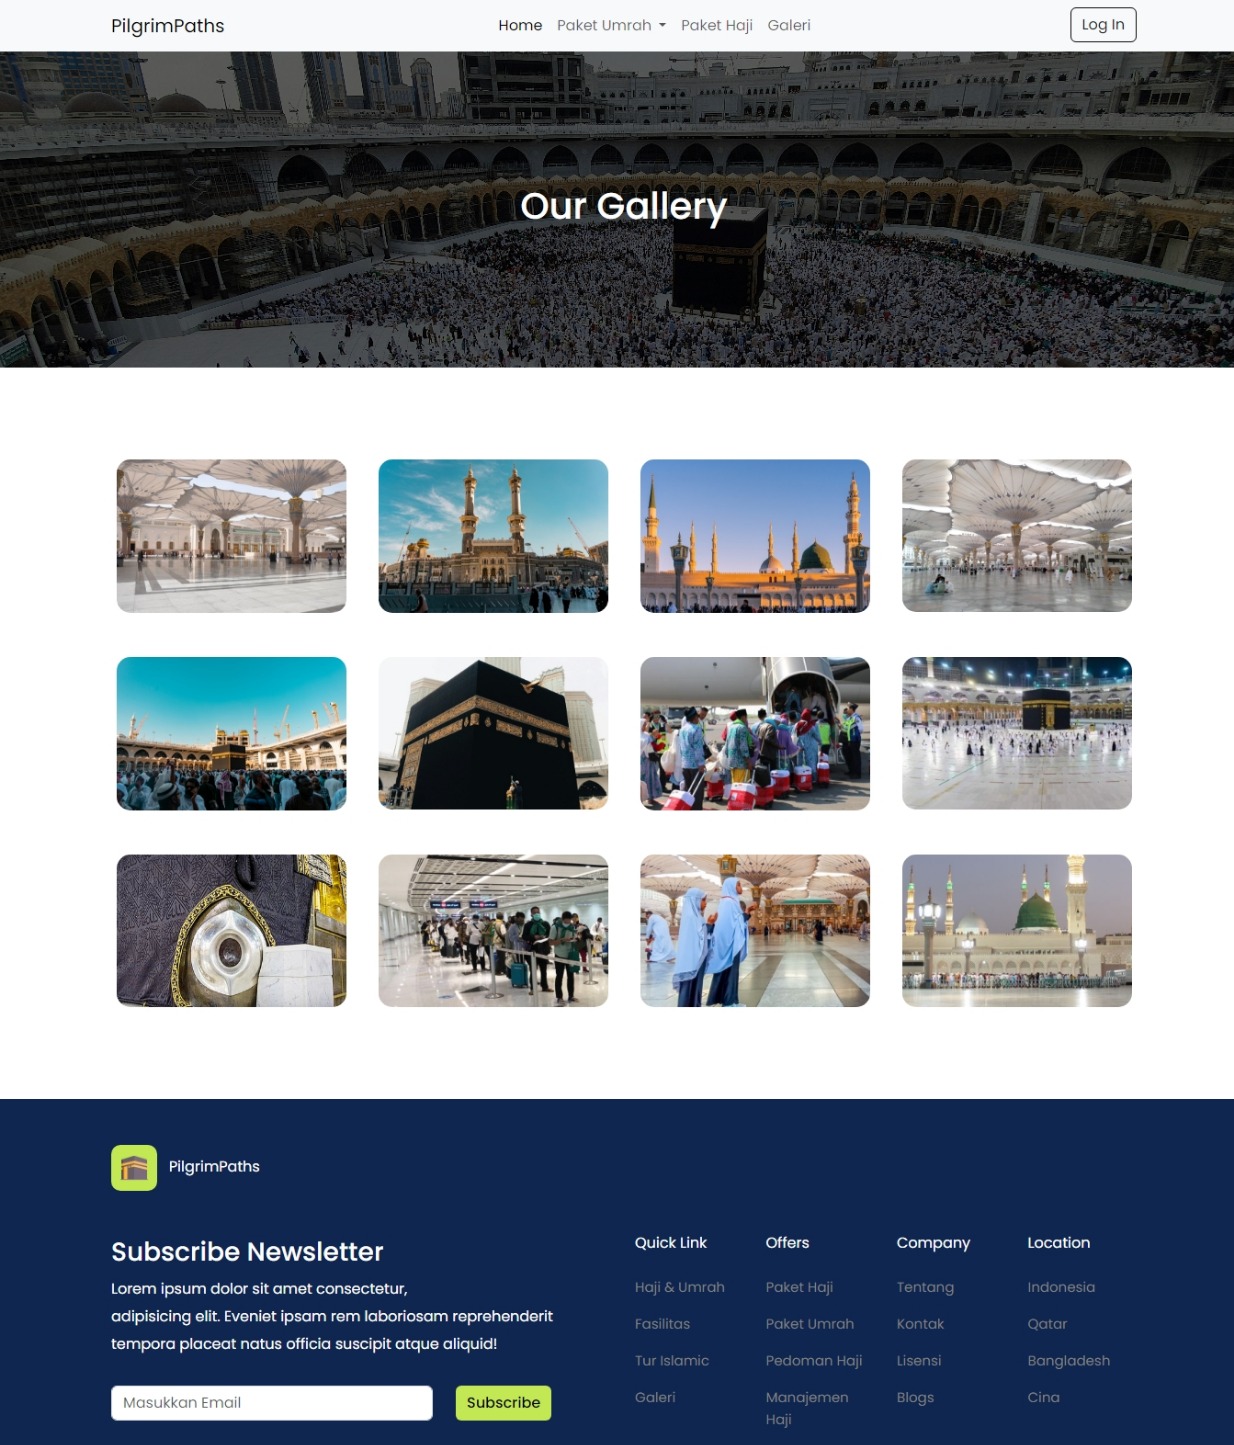 PilgrimPaths
Home Paket Umrah Paket Haji Galeri
Log In
Our Gallery
PilgrimPaths
Subscribe Newsletter
Lorem ipsum dolor sit amet consectetur,
adipisicing elit. Eveniet ipsam rem laboriosam reprehenderit
tempora placeat natus officia suscipit atque aliquid!
Masukkan Email
Subscribe
Quick Link
Haji & Umrah
Fasilitas
Tur Islamic
Galeri
Offers
Paket Haji
Paket Umrah
Pedoman Haji
Manajemen
Haji
Company
Tentang
Kontak
Lisensi
Blogs
Location
Indonesia
Qatar
Bangladesh
Cina